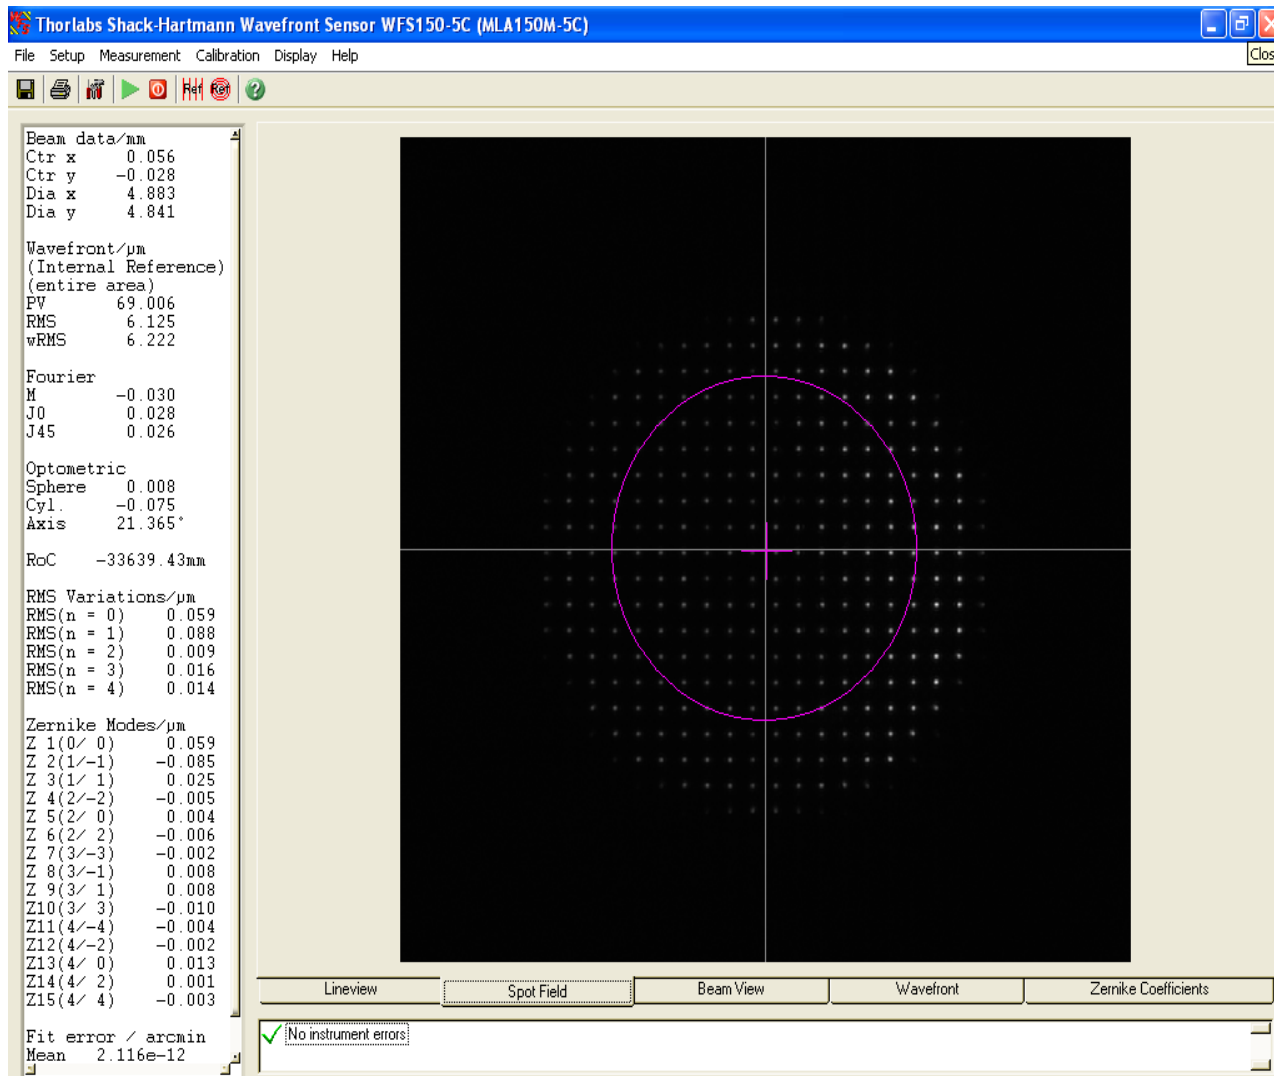 Thorlabs Shack-Hartmann Wavefront Sensor WFS150-5C (MLA150M-5C)
File Setup Measurement Calibration Display Help
Clos
Ref Ref
Beam data/mm
Ctr x 0.056
Ctr y -0.028
Dia x 4.883
Dia y 4.841
Wavefront/µm
(Internal Reference)
(entire area)
PV 69.006
RMS 6.125
wRMS 6.222
Fourier
M -0.030
J0 0.028
J45 0.026
Optometric
Sphere 0.008
Cyl. -0.075
Axis 21.365°
RoC -33639.43mm
RMS Variations/µm
RMS(n = 0) 0.059
RMS(n = 1) 0.088
RMS(n = 2) 0.009
RMS(n = 3) 0.016
RMS(n = 4) 0.014
Zernike Modes/µm
Z 1(0/ 0) 0.059
Z 2(1/-1) -0.085
Z 3(1/ 1) 0.025
Z 4(2/-2) -0.005
Z 5(2/ 0) 0.004
Z 6(2/ 2) -0.006
Z 7(3/-3) -0.002
Z 8(3/-1) 0.008
Z 9(3/ 1) 0.008
Z10(3/ 3) -0.010
Z11(4/-4) -0.004
Z12(4/-2) -0.002
Z13(4/ 0) 0.013
Z14(4/ 2) 0.001
Z15(4/ 4) -0.003
Fit error / arcmin
Mean 2.116e-12
Lineview Spot Field Beam View Wavefront Zernike Coefficients
No instrument errors